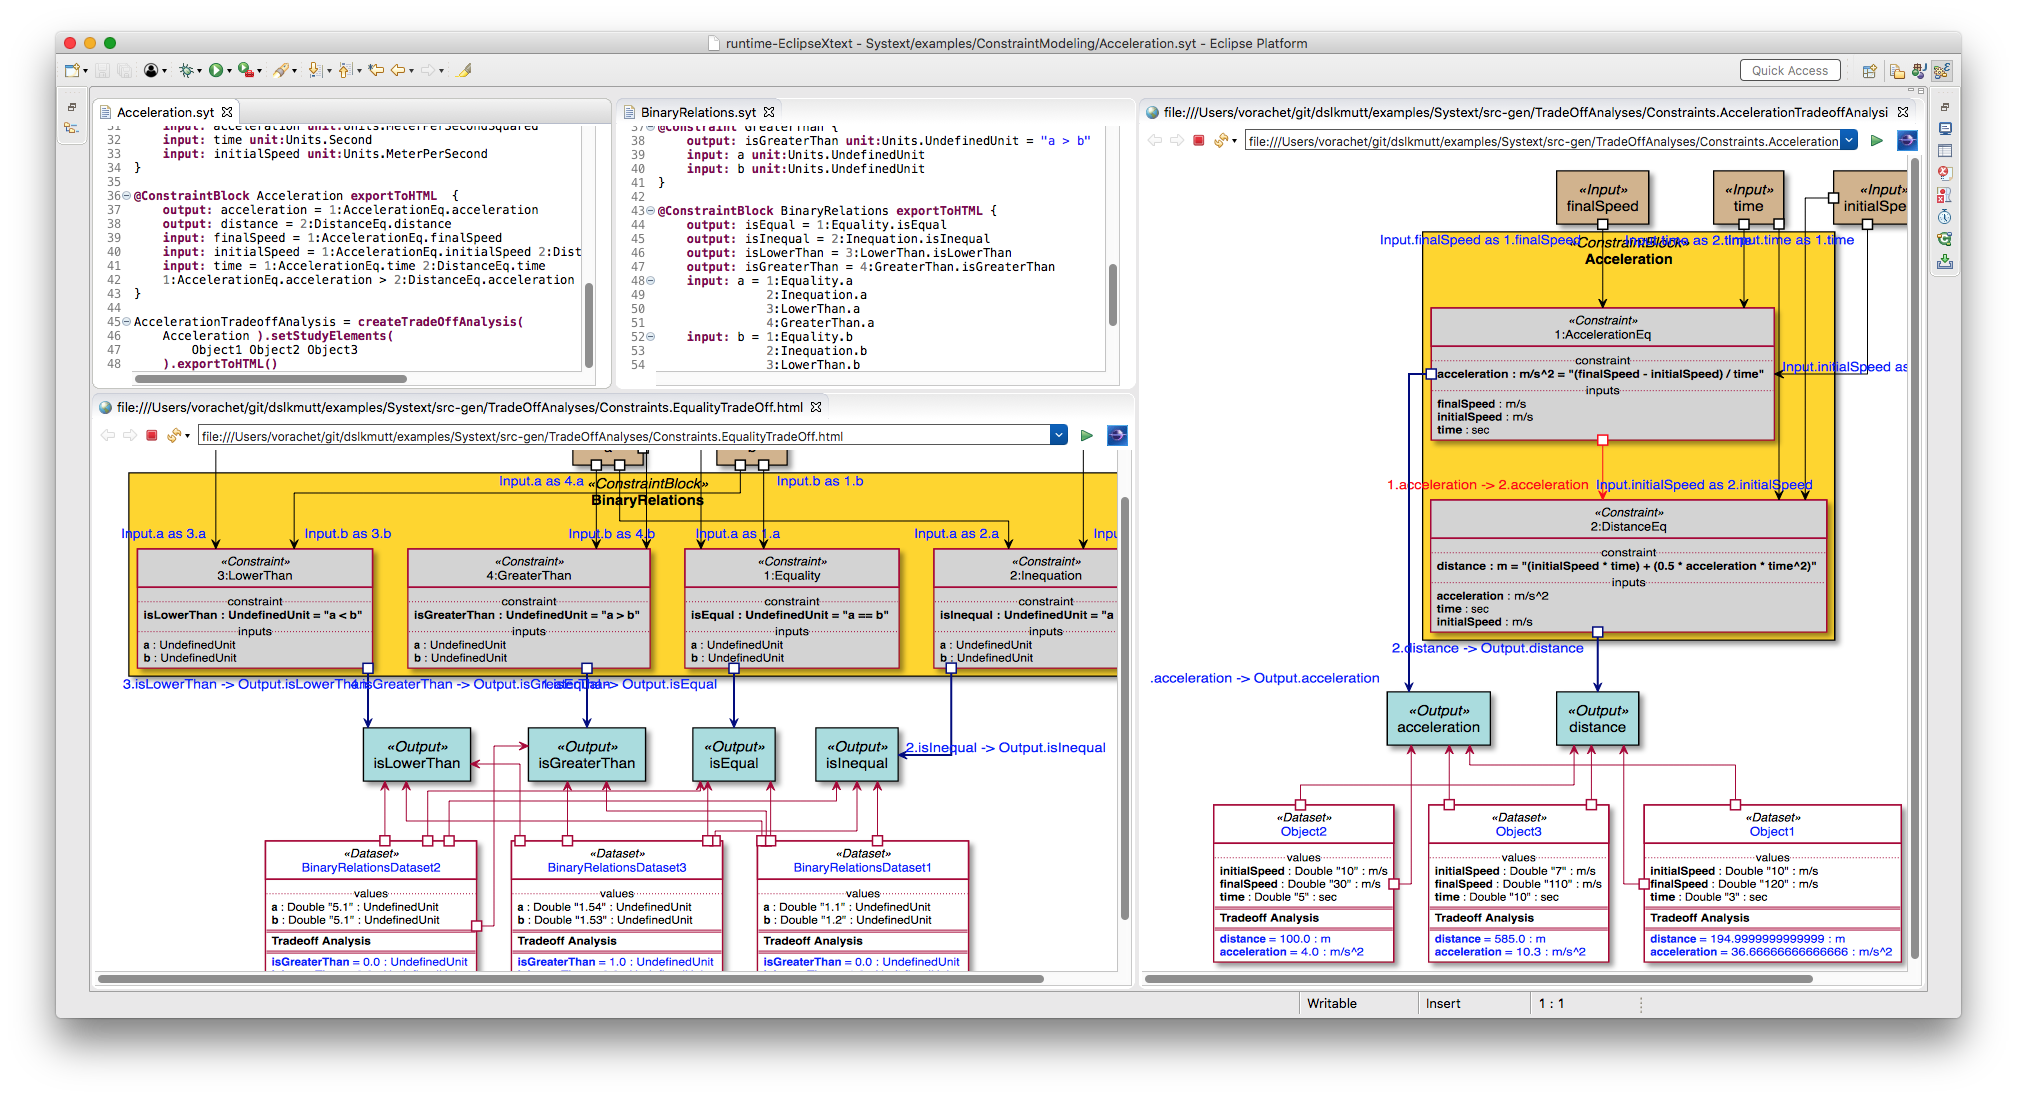 runtime-EclipseXtext - Systext/examples/ConstraintModeling/Acceleration.syt - Eclipse Platform
Quick Access
Acceleration.syt
31 input: acceleration unit:Units.MeterPerSecondSquared
32 input: time unit:Units.Second
33 input: initialSpeed unit:Units.MeterPerSecond
34 }
35
36 @ConstraintBlock Acceleration exportToHTML {
37 output: acceleration = 1:AccelerationEq.acceleration
38 output: distance = 2:DistanceEq.distance
39 input: finalSpeed = 1:AccelerationEq.finalSpeed
40 input: initialSpeed = 1:AccelerationEq.initialSpeed 2:Dist
41 input: time = 1:AccelerationEq.time 2:DistanceEq.time
42 1:AccelerationEq.acceleration > 2:DistanceEq.acceleration
43 }
44
45 AccelerationTradeoffAnalysis = createTradeOffAnalysis(
46 Acceleration ).setStudyElements(
47 Object1 Object2 Object3
48 ).exportToHTML()
BinaryRelations.syt
37 @Constraint GreaterThan {
38 output: isGreaterThan unit:Units.UndefinedUnit = "a > b"
39 input: a unit:Units.UndefinedUnit
40 input: b unit:Units.UndefinedUnit
41 }
42
43 @ConstraintBlock BinaryRelations exportToHTML {
44 output: isEqual = 1:Equality.isEqual
45 output: isInequal = 2:Inequation.isInequal
46 output: isLowerThan = 3:LowerThan.isLowerThan
47 output: isGreaterThan = 4:GreaterThan.isGreaterThan
48 input: a = 1:Equality.a
49 2:Inequation.a
50 3:LowerThan.a
51 4:GreaterThan.a
52 input: b = 1:Equality.b
53 2:Inequation.b
54 3:LowerThan.b
file:///Users/vorachet/git/dslkmutt/examples/Systext/src-gen/TradeOffAnalyses/Constraints.EqualityTradeOff.html
file:///Users/vorachet/git/dslkmutt/examples/Systext/src-gen/TradeOffAnalyses/Constraints.EqualityTradeOff.html
a
b
Input.a as 4.a
«ConstraintBlock»
Input.b as 1.b
BinaryRelations
Input.a as 3.a
Input.b as 3.b
Input.b as 4.b
Input.a as 1.a
Input.a as 2.a
Inpu
«Constraint»
3:LowerThan
constraint
isLowerThan : UndefinedUnit = "a < b"
inputs
a : UndefinedUnit
b : UndefinedUnit
«Constraint»
4:GreaterThan
constraint
isGreaterThan : UndefinedUnit = "a > b"
inputs
a : UndefinedUnit
b : UndefinedUnit
«Constraint»
1:Equality
constraint
isEqual : UndefinedUnit = "a == b"
inputs
a : UndefinedUnit
b : UndefinedUnit
«Constraint»
2:Inequation
constraint
isInequal : UndefinedUnit = "a
inputs
a : UndefinedUnit
b : UndefinedUnit
3.isLowerThan -> Output.isLowerThan
4.isGreaterThan -> Output.isGreaterThan
1.isEqual -> Output.isEqual
2.isInequal -> Output.isInequal
«Output»
isLowerThan
«Output»
isGreaterThan
«Output»
isEqual
«Output»
isInequal
«Dataset»
BinaryRelationsDataset2
values
a : Double "5.1" : UndefinedUnit
b : Double "5.1" : UndefinedUnit
Tradeoff Analysis
isGreaterThan = 0.0 : UndefinedUnit
«Dataset»
BinaryRelationsDataset3
values
a : Double "1.54" : UndefinedUnit
b : Double "1.53" : UndefinedUnit
Tradeoff Analysis
isGreaterThan = 1.0 : UndefinedUnit
«Dataset»
BinaryRelationsDataset1
values
a : Double "1.1" : UndefinedUnit
b : Double "1.2" : UndefinedUnit
Tradeoff Analysis
isGreaterThan = 0.0 : UndefinedUnit
file:///Users/vorachet/git/dslkmutt/examples/Systext/src-gen/TradeOffAnalyses/Constraints.AccelerationTradeoffAnalysi
file:///Users/vorachet/git/dslkmutt/examples/Systext/src-gen/TradeOffAnalyses/Constraints.Acceleration
«Input»
finalSpeed
«Input»
time
«Input»
initialSpe
Input.finalSpeed as 1.finalSpeed
Input.time as 2.time
Input.time as 1.time
«ConstraintBlock»
Acceleration
«Constraint»
1:AccelerationEq
constraint
acceleration : m/s^2 = "(finalSpeed - initialSpeed) / time"
inputs
finalSpeed : m/s
initialSpeed : m/s
time : sec
Input.initialSpeed as
1.acceleration -> 2.acceleration
Input.initialSpeed as 2.initialSpeed
«Constraint»
2:DistanceEq
constraint
distance : m = "(initialSpeed * time) + (0.5 * acceleration * time^2)"
inputs
acceleration : m/s^2
time : sec
initialSpeed : m/s
2.distance -> Output.distance
.acceleration -> Output.acceleration
«Output»
acceleration
«Output»
distance
«Dataset»
Object2
values
initialSpeed : Double "10" : m/s
finalSpeed : Double "30" : m/s
time : Double "5" : sec
Tradeoff Analysis
distance = 100.0 : m
acceleration = 4.0 : m/s^2
«Dataset»
Object3
values
initialSpeed : Double "7" : m/s
finalSpeed : Double "110" : m/s
time : Double "10" : sec
Tradeoff Analysis
distance = 585.0 : m
acceleration = 10.3 : m/s^2
«Dataset»
Object1
values
initialSpeed : Double "10" : m/s
finalSpeed : Double "120" : m/s
time : Double "3" : sec
Tradeoff Analysis
distance = 194.9999999999999 : m
acceleration = 36.66666666666666 : m/s^2
Writable
Insert
1 : 1